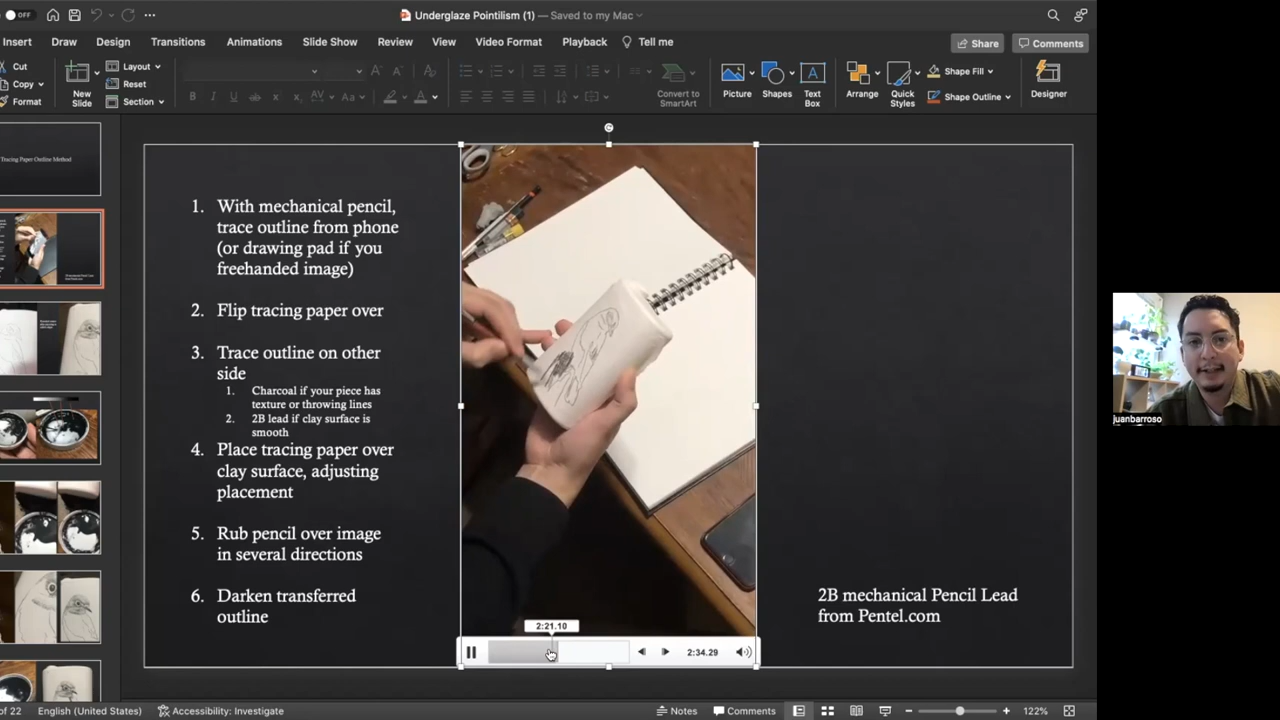 OFF
Underglaze Pointilism (1) — Saved to my Mac
Insert Draw Design Transitions Animations Slide Show Review View Video Format Playback Tell me
Share Comments
Cut
Copy
Format
New
Slide
Layout
Reset
Section
Convert to
SmartArt
Picture
Shapes
Text
Box
Arrange
Quick
Styles
Shape Fill
Shape Outline
Designer
Tracing Paper Outline Method
1. With mechanical pencil,
trace outline from phone
(or drawing pad if you
freehanded image)
2. Flip tracing paper over
3. Trace outline on other
side
1. Charcoal if your piece has
texture or throwing lines
2. 2B lead if clay surface is
smooth
4. Place tracing paper over
clay surface, adjusting
placement
5. Rub pencil over image
in several directions
6. Darken transferred
outline
2:21.10
2:34.29
2B mechanical Pencil Lead
from Pentel.com
juanbarroso
of 22 English (United States) Accessibility: Investigate
Notes Comments 122%